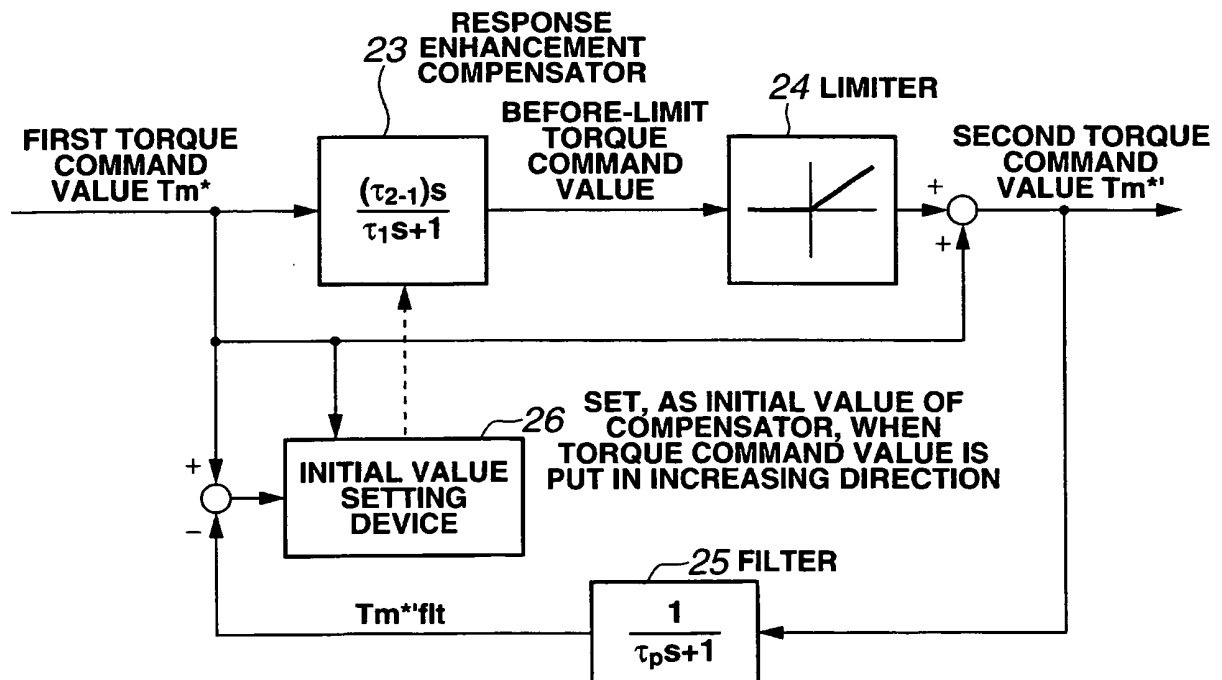 RESPONSE
23 ENHANCEMENT
COMPENSATOR
24 LIMITER
FIRST TORQUE
COMMAND
VALUE Tm*
BEFORE-LIMIT
TORQUE
COMMAND
VALUE
SECOND TORQUE
COMMAND
VALUE Tm*'
(τ2-1)s
τ1s+1
+
+
26
SET, AS INITIAL VALUE OF
COMPENSATOR, WHEN
TORQUE COMMAND VALUE IS
PUT IN INCREASING DIRECTION
+
−
INITIAL VALUE
SETTING
DEVICE
25 FILTER
Tm*'flt
1
τps+1